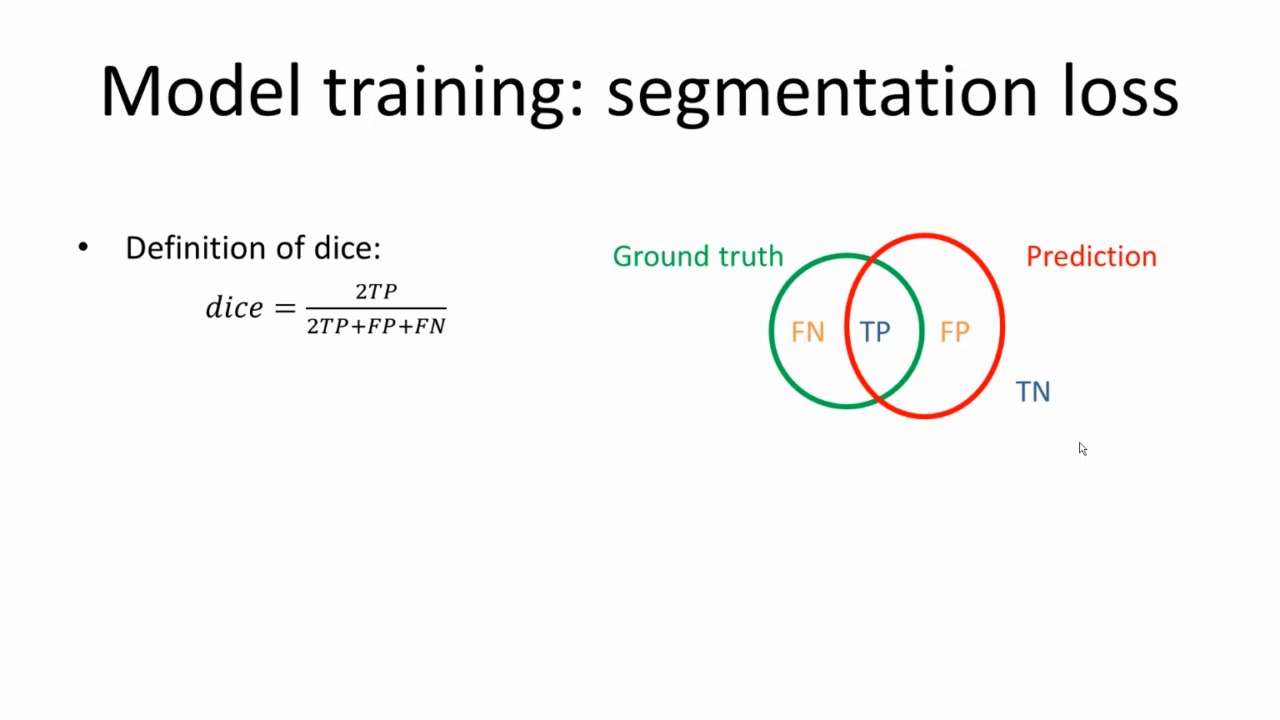 Model training: segmentation loss
• Definition of dice:
dice = 2TP / 2TP+FP+FN
Ground truth
Prediction
FN TP FP
TN